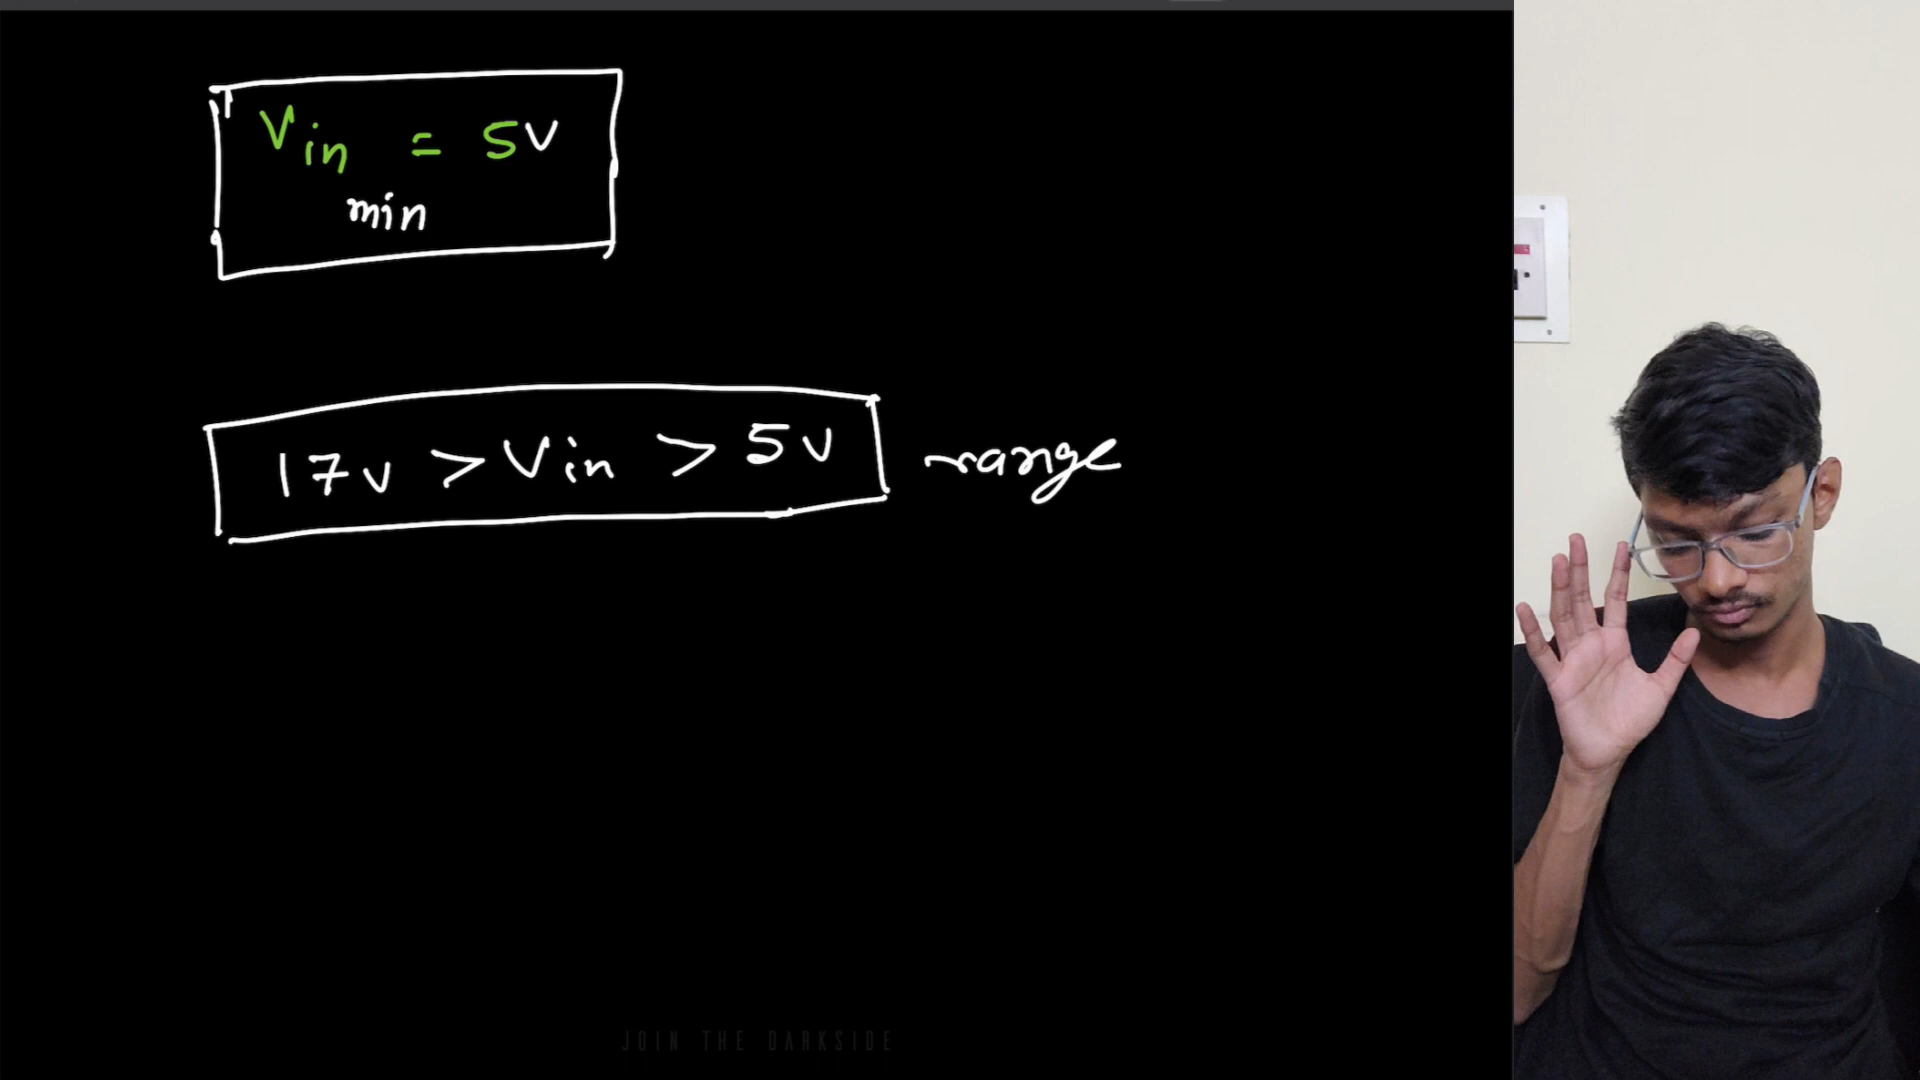 Vin = 5V
min
17v > Vin > 5v range
JOIN THE DARKSIDE